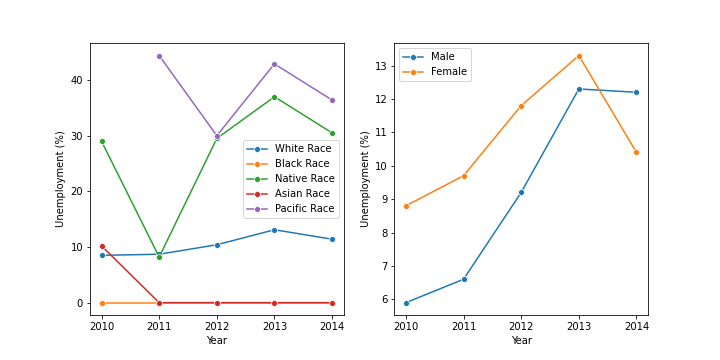 40
30
20
10
0
Unemployment (%)
White Race
Black Race
Native Race
Asian Race
Pacific Race
2010 2011 2012 2013 2014
Year
13
12
11
10
9
8
7
6
Unemployment (%)
Male
Female
2010 2011 2012 2013 2014
Year